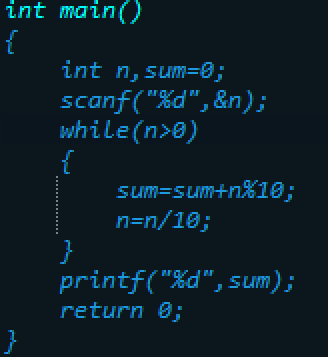 int main()
{
    int n,sum=0;
    scanf("%d",&n);
    while(n>0)
    {
        sum=sum+n%10;
        n=n/10;
    }
    printf("%d",sum);
    return 0;
}